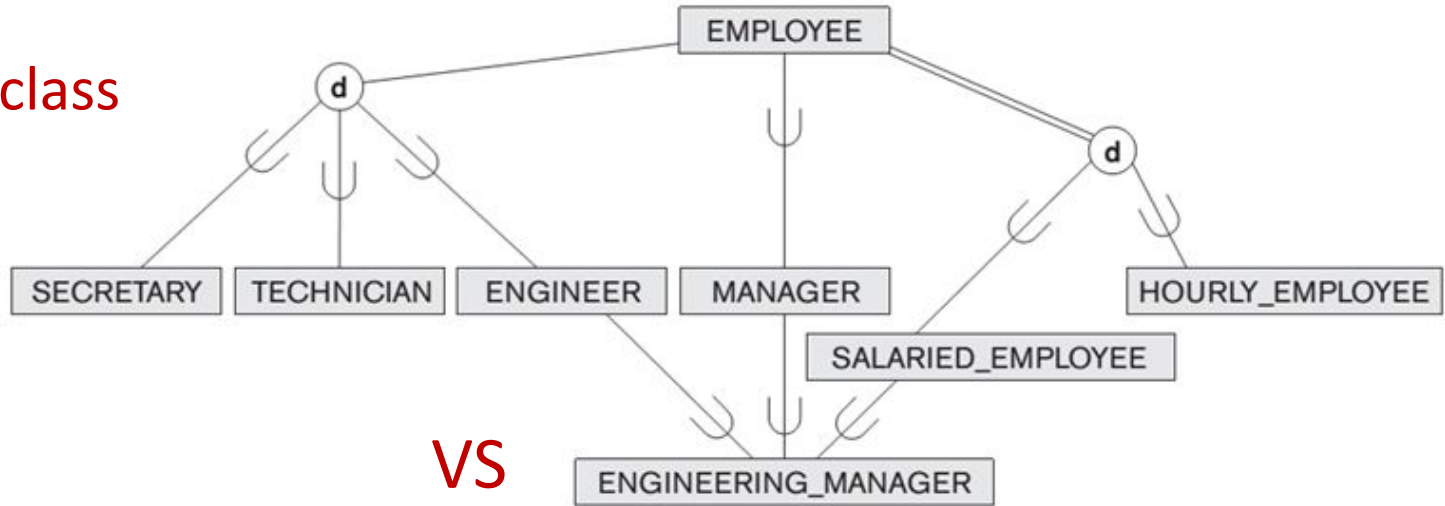 EMPLOYEE
class
d
d
SECRETARY
TECHNICIAN
ENGINEER
MANAGER
HOURLY_EMPLOYEE
SALARIED_EMPLOYEE
VS
ENGINEERING_MANAGER